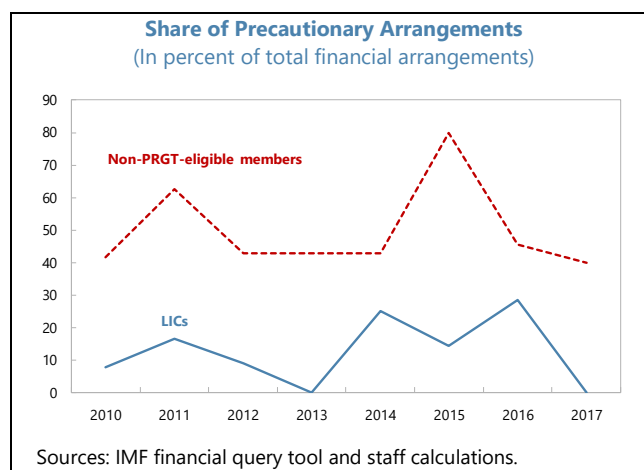 Share of Precautionary Arrangements
(In percent of total financial arrangements)
90
80
70
60
50
40
30
20
10
0
Non-PRGT-eligible members
LICs
2010 2011 2012 2013 2014 2015 2016 2017
Sources: IMF financial query tool and staff calculations.